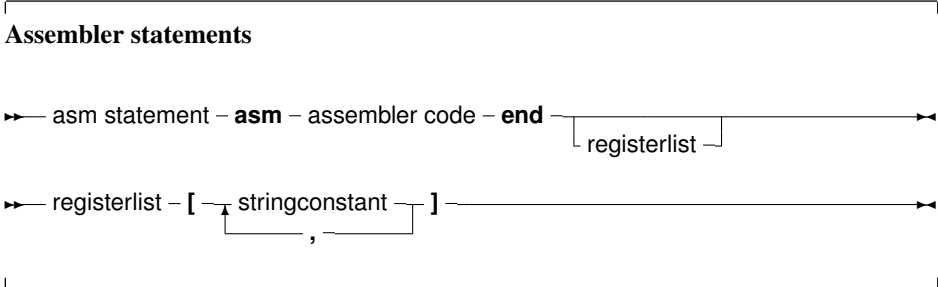 Assembler statements
asm statement – asm – assembler code – end
registerlist
registerlist – [ – stringconstant – ]
,